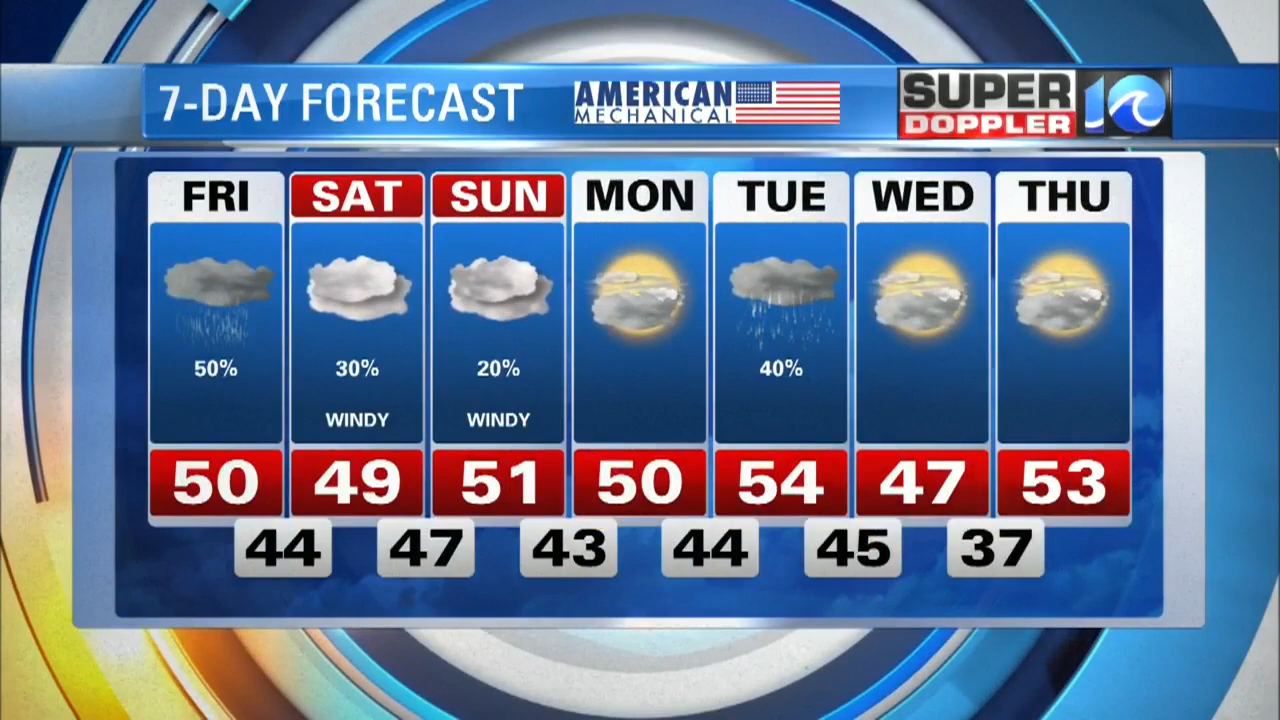 7-DAY FORECAST
AMERICAN
MECHANICAL
SUPER
DOPPLER
10
FRI SAT SUN MON TUE WED THU
50% 30% 20% 40%
WINDY WINDY
50 49 51 50 54 47 53
44 47 43 44 45 37